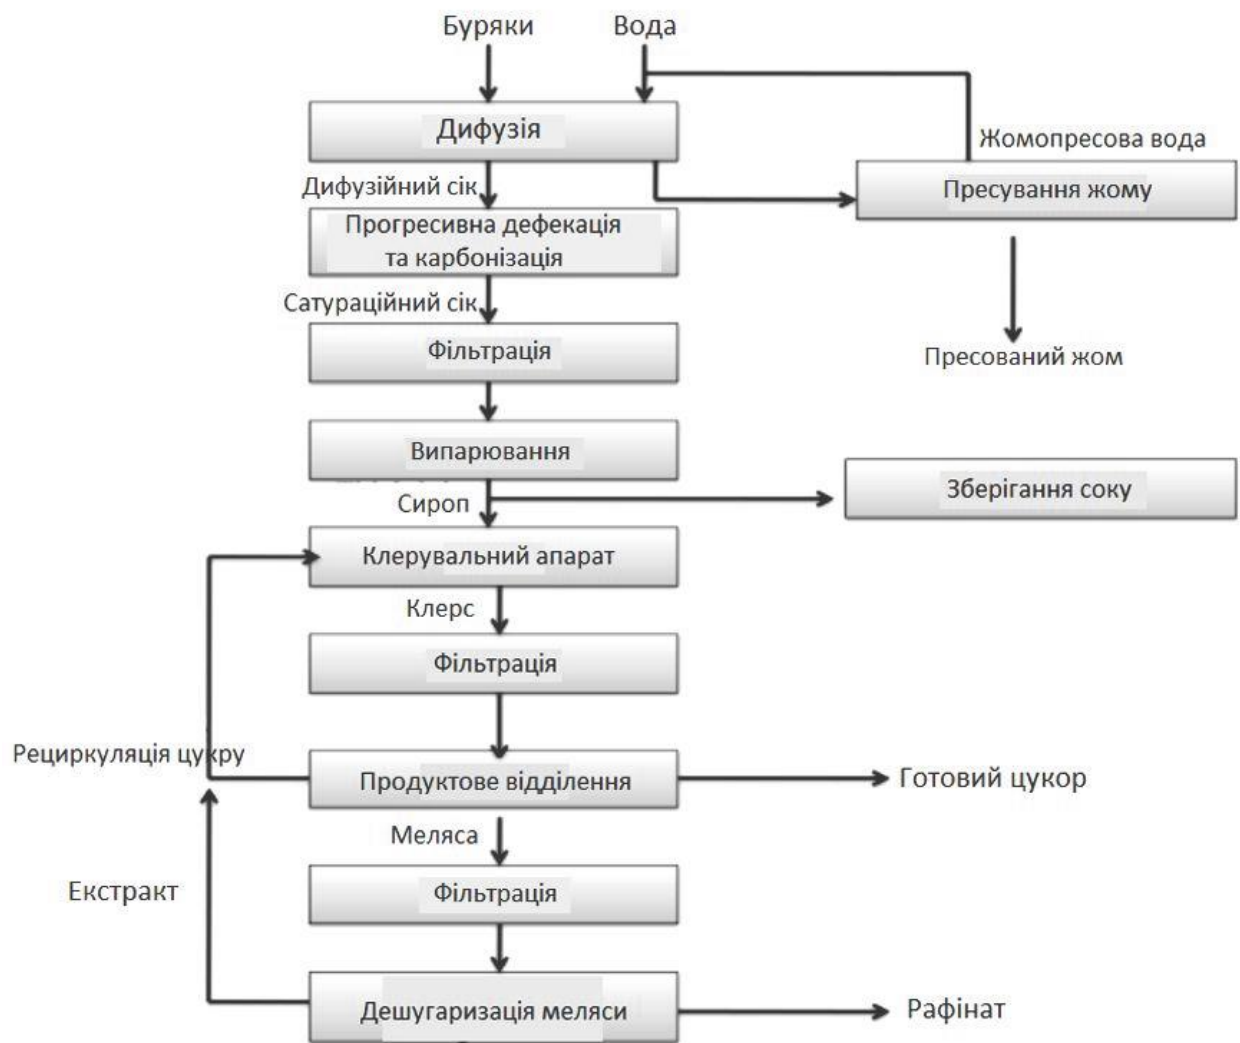 Буряки
Вода
Дифузія
Жомопресова вода
Дифузійний сік
Пресування жому
Прогресивна дефекація
та карбонізація
Сатураційний сік
Фільтрація
Пресований жом
Випарювання
Сироп
Зберігання соку
Клерувальний апарат
Клерс
Фільтрація
Рециркуляція цукру
Продуктове відділення
Готовий цукор
Меляса
Екстракт
Фільтрація
Дешугаризація меляси
Рафінат